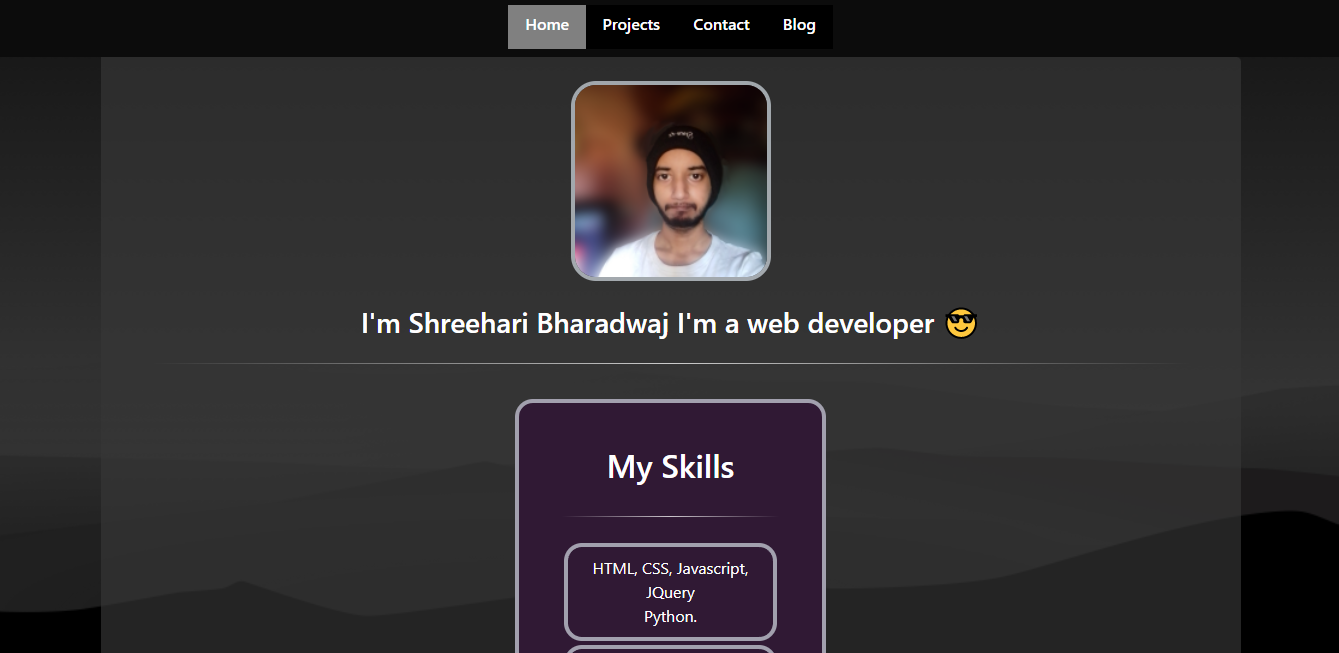 Home Projects Contact Blog
I'm Shreehari Bharadwaj I'm a web developer 😎
My Skills
HTML, CSS, Javascript,
JQuery
Python.